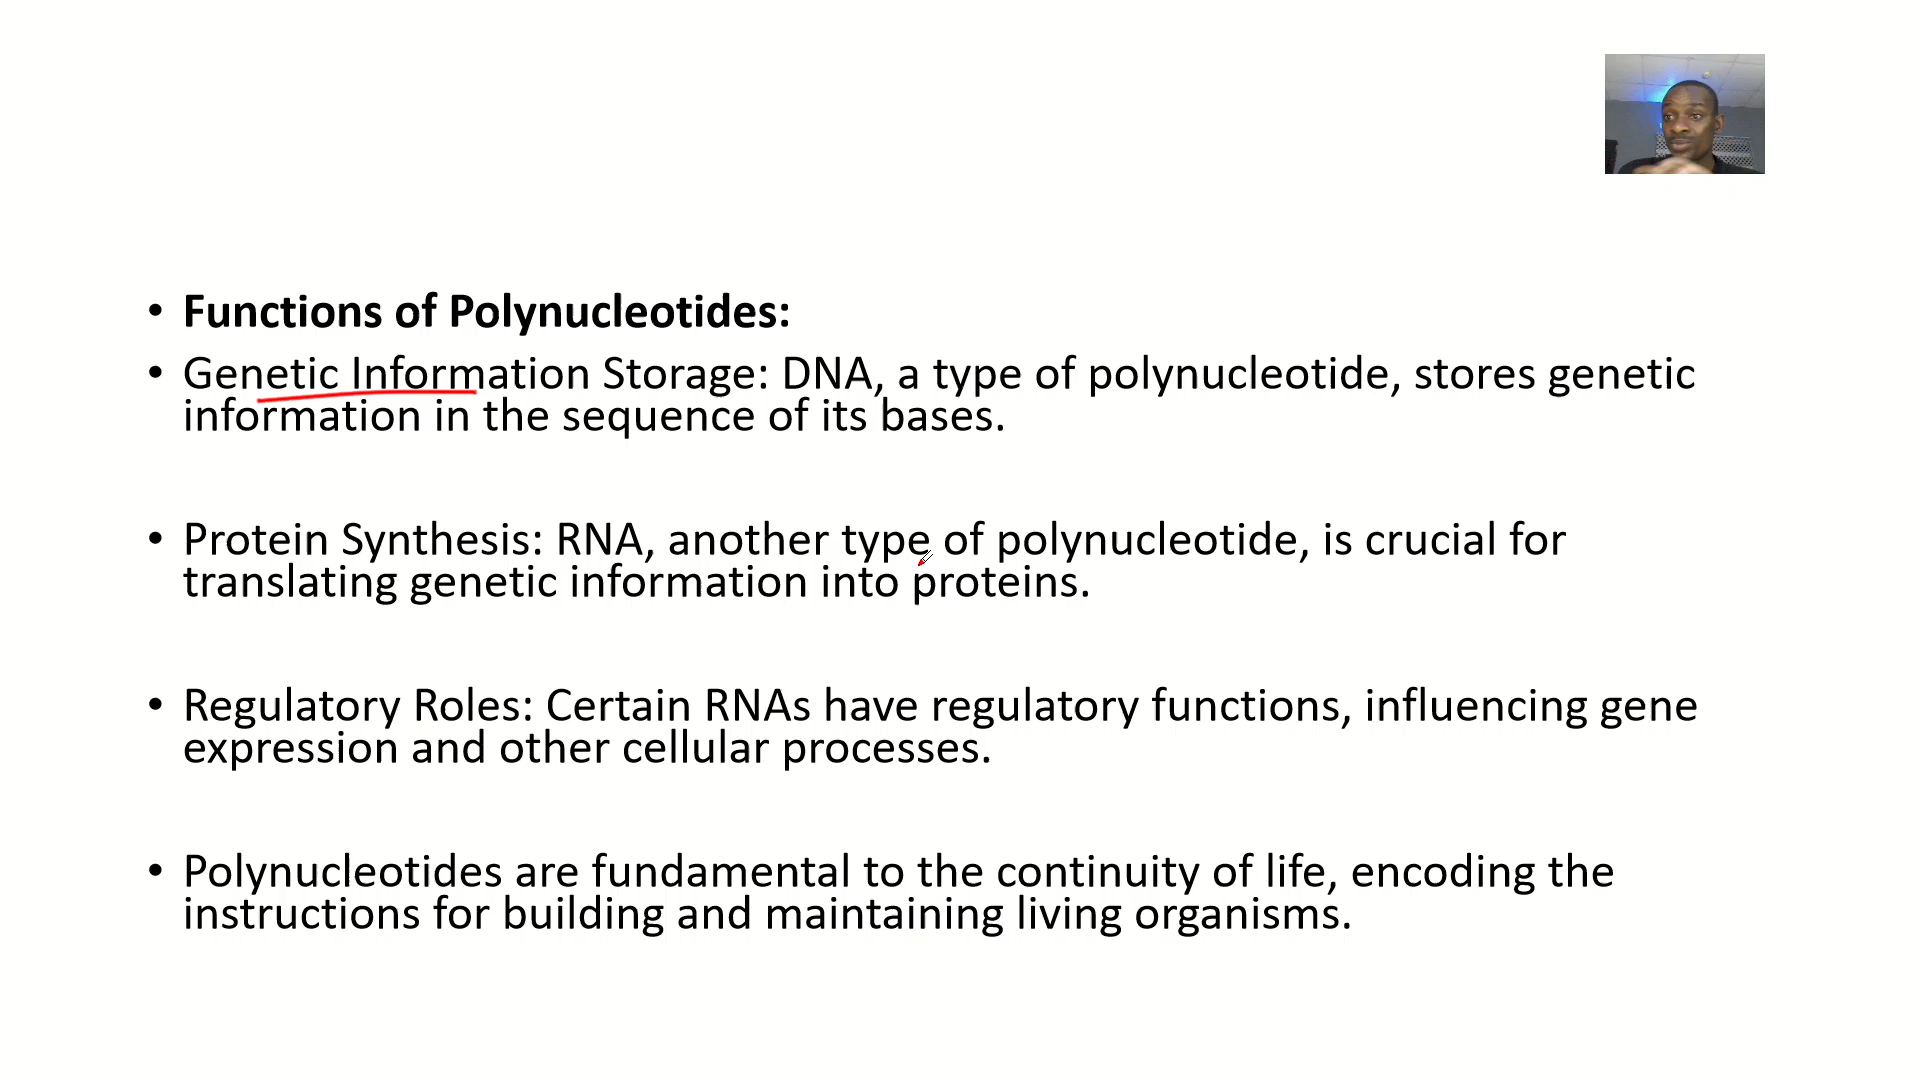 • Functions of Polynucleotides:
• Genetic Information Storage: DNA, a type of polynucleotide, stores genetic
information in the sequence of its bases.
• Protein Synthesis: RNA, another type of polynucleotide, is crucial for
translating genetic information into proteins.
• Regulatory Roles: Certain RNAs have regulatory functions, influencing gene
expression and other cellular processes.
• Polynucleotides are fundamental to the continuity of life, encoding the
instructions for building and maintaining living organisms.